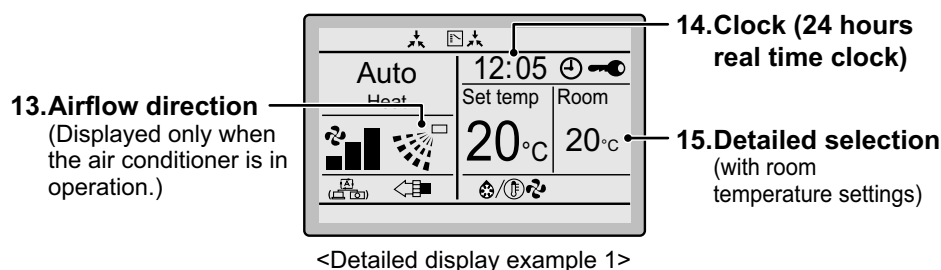 14.Clock (24 hours
real time clock)
12:05
Auto
Heat
Set temp
Room
13.Airflow direction
(Displayed only when
the air conditioner is in
operation.)
20°C
20°C
15.Detailed selection
(with room
temperature settings)
A
<Detailed display example 1>